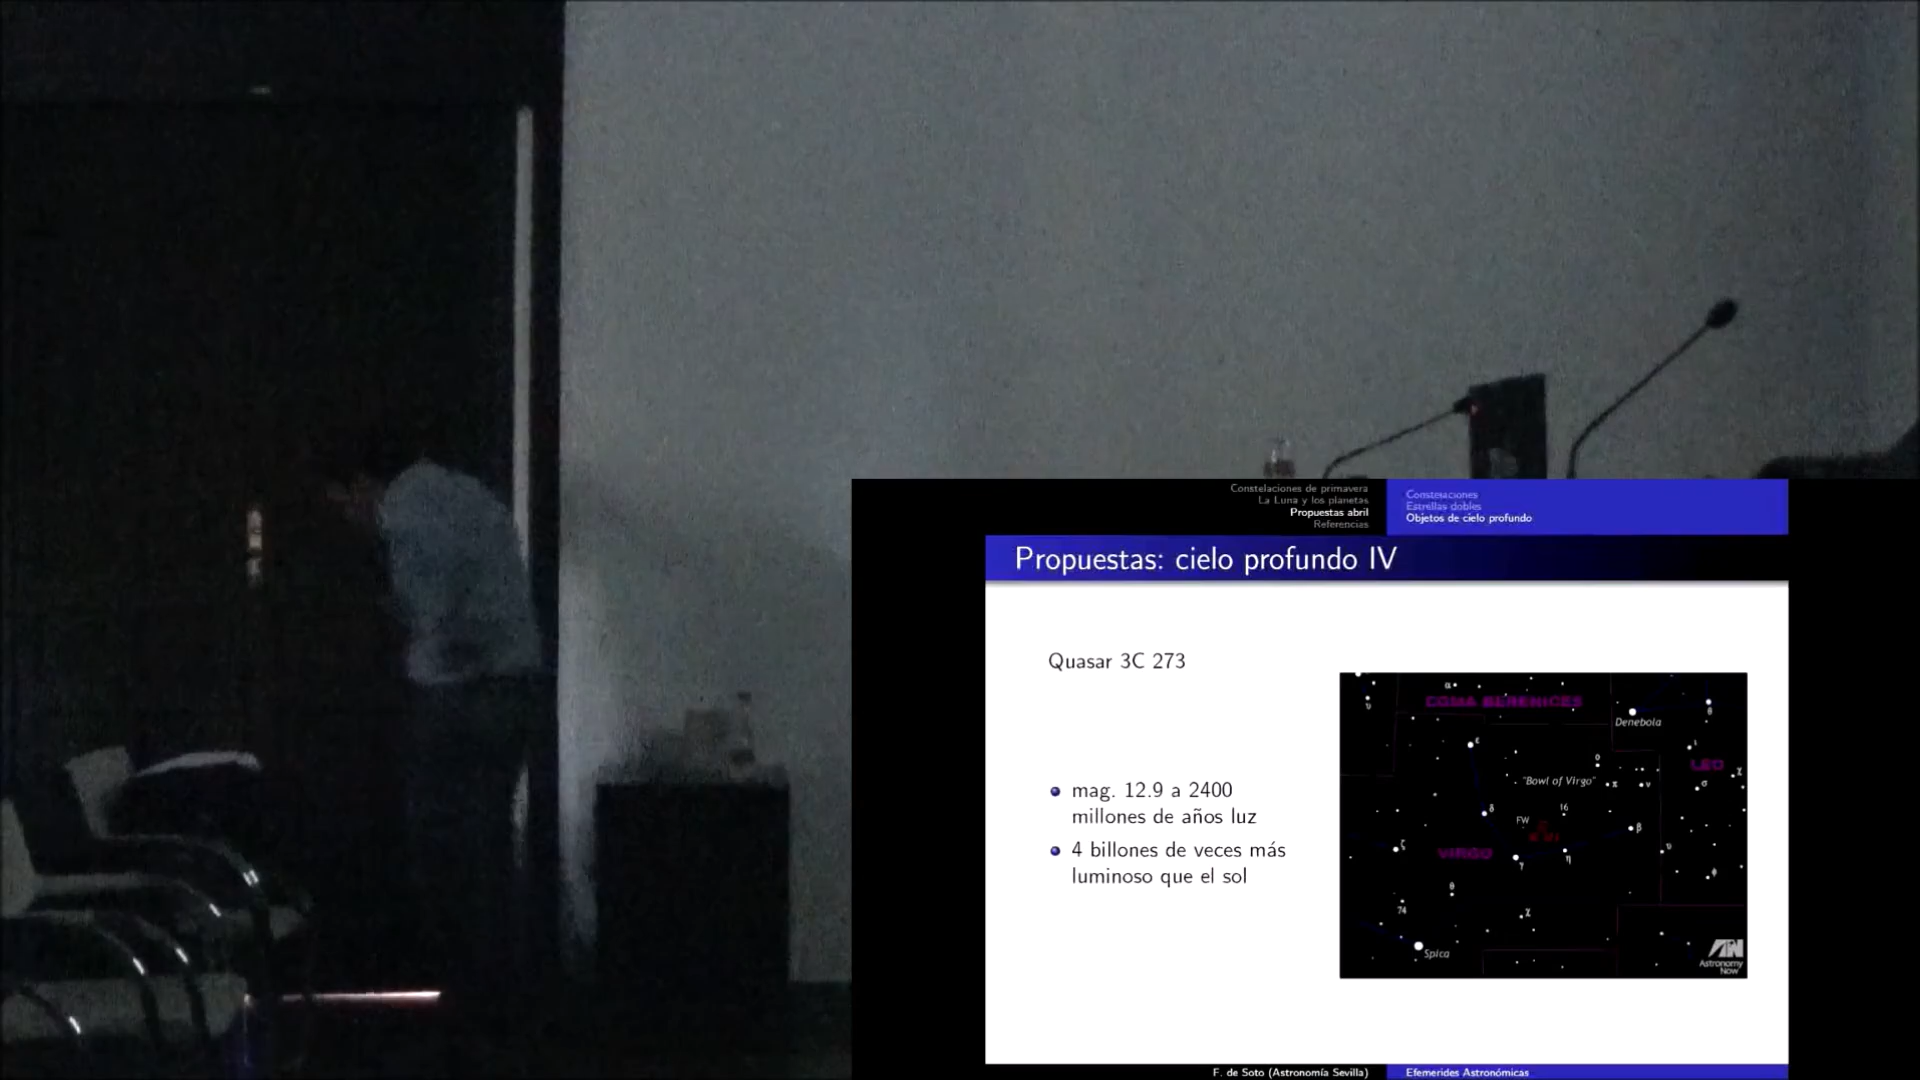 Constelaciones de primavera
La Luna y los planetas
Propuestas abril
Referencias
Constelaciones
Estrellas dobles
Objetos de cielo profundo
Propuestas: cielo profundo IV
Quasar 3C 273
mag. 12.9 a 2400
millones de años luz
4 billones de veces más
luminoso que el sol
α
COMA BERENICES
υ
Denebola
θ
ε
ι
LEO
ο
"Bowl of Virgo"
π
ν
σ
χ
δ
16
FW
β
ζ
VIRGO
γ
η
υ
φ
θ
74
χ
Spica
Astronomy
Now
F. de Soto (Astronomía Sevilla)
Efemerides Astronómicas